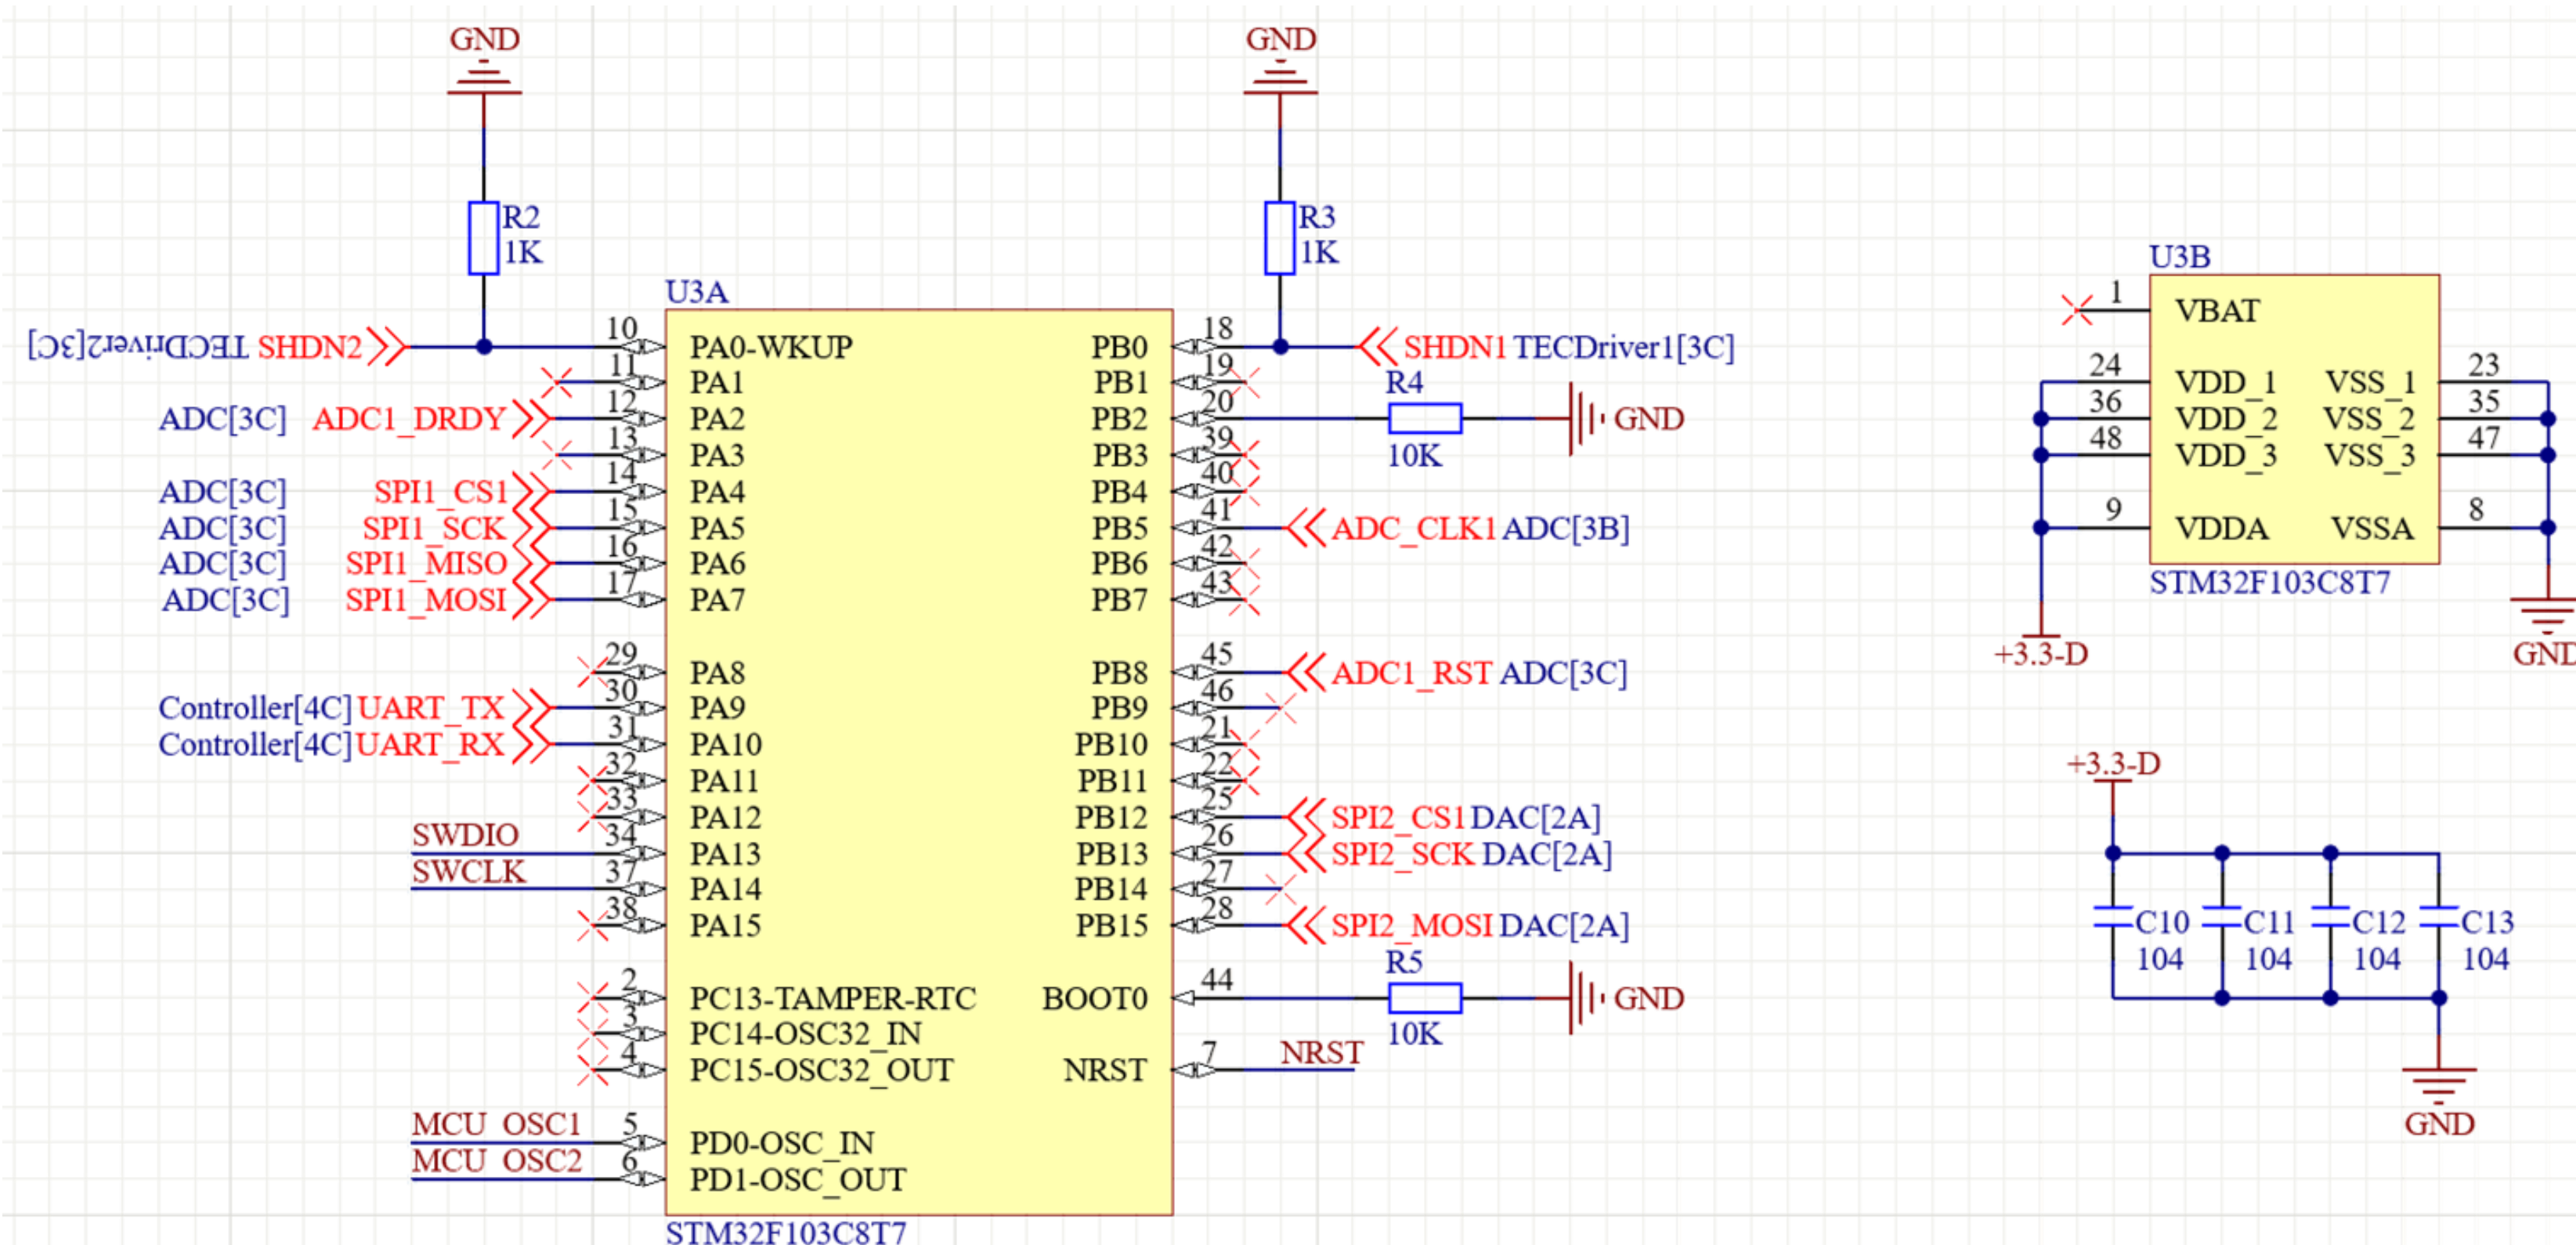 GND
GND
R2
1K
R3
1K
U3A
U3B
TECDriver2[3C] SHDN2
10 PA0-WKUP
11 PA1
ADC[3C] ADC1_DRDY 12 PA2
13 PA3
ADC[3C] SPI1_CS1 14 PA4
ADC[3C] SPI1_SCK 15 PA5
ADC[3C] SPI1_MISO 16 PA6
ADC[3C] SPI1_MOSI 17 PA7
29 PA8
Controller[4C] UART_TX 30 PA9
Controller[4C] UART_RX 31 PA10
32 PA11
33 PA12
SWDIO 34 PA13
SWCLK 37 PA14
38 PA15
2 PC13-TAMPER-RTC
3 PC14-OSC32_IN
4 PC15-OSC32_OUT
MCU OSC1 5 PD0-OSC_IN
MCU OSC2 6 PD1-OSC_OUT
STM32F103C8T7
PB0 18 SHDN1 TECDriver1[3C]
PB1 19
R4
PB2 20 GND
10K
PB3 39
PB4 40
PB5 41 ADC_CLK1 ADC[3B]
PB6 42
PB7 43
PB8 45 ADC1_RST ADC[3C]
PB9 46
PB10 21
PB11 22
PB12 25 SPI2_CS1 DAC[2A]
PB13 26 SPI2_SCK DAC[2A]
PB14 27
PB15 28 SPI2_MOSI DAC[2A]
R5
BOOT0 44 GND
10K
NRST 7 NRST
1 VBAT
24 VDD_1 VSS_1 23
36 VDD_2 VSS_2 35
48 VDD_3 VSS_3 47
9 VDDA VSSA 8
STM32F103C8T7
+3.3-D
GND
+3.3-D
C10 C11 C12 C13
104 104 104 104
GND